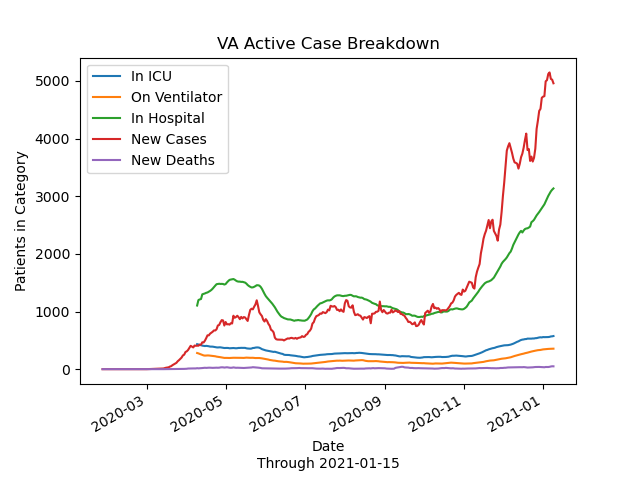 VA Active Case Breakdown
In ICU
On Ventilator
In Hospital
New Cases
New Deaths
Patients in Category
5000
4000
3000
2000
1000
0
2020-03
2020-05
2020-07
2020-09
2020-11
2021-01
Date
Through 2021-01-15